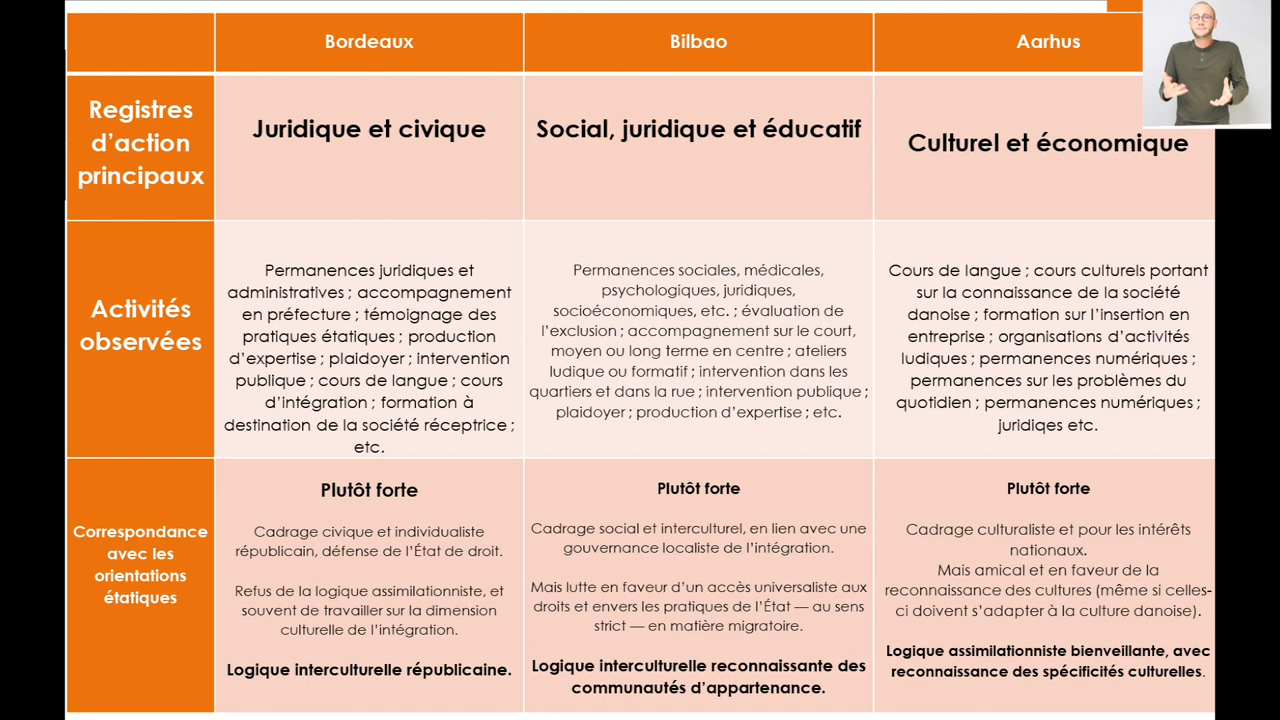 Bordeaux
Bilbao
Aarhus
Registres
d’action
principaux
Juridique et civique
Social, juridique et éducatif
Culturel et économique
Activités
observées
Permanences juridiques et
administratives ; accompagnement
en préfecture ; témoignage des
pratiques étatiques ; production
d’expertise ; plaidoyer ; intervention
publique ; cours de langue ; cours
d’intégration ; formation à
destination de la société réceptrice ;
etc.
Permanences sociales, médicales,
psychologiques, juridiques,
socioéconomiques, etc. ; évaluation de
l’exclusion ; accompagnement sur le court,
moyen ou long terme en centre ; ateliers
ludique ou formatif ; intervention dans les
quartiers et dans la rue ; intervention publique ;
plaidoyer ; production d’expertise ; etc.
Cours de langue ; cours culturels portant
sur la connaissance de la société
danoise ; formation sur l’insertion en
entreprise ; organisations d’activités
ludiques ; permanences numériques ;
permanences sur les problèmes du
quotidien ; permanences numériques ;
juridiqes etc.
Correspondance
avec les
orientations
étatiques
Plutôt forte
Cadrage civique et individualiste
républicain, défense de l’État de droit.
Refus de la logique assimilationniste, et
souvent de travailler sur la dimension
culturelle de l’intégration.
Logique interculturelle républicaine.
Plutôt forte
Cadrage social et interculturel, en lien avec une
gouvernance localiste de l’intégration.
Mais lutte en faveur d’un accès universaliste aux
droits et envers les pratiques de l’État — au sens
strict — en matière migratoire.
Logique interculturelle reconnaissante des
communautés d’appartenance.
Plutôt forte
Cadrage culturaliste et pour les intérêts
nationaux.
Mais amical et en faveur de la
reconnaissance des cultures (même si celles-
ci doivent s’adapter à la culture danoise).
Logique assimilationniste bienveillante, avec
reconnaissance des spécificités culturelles.